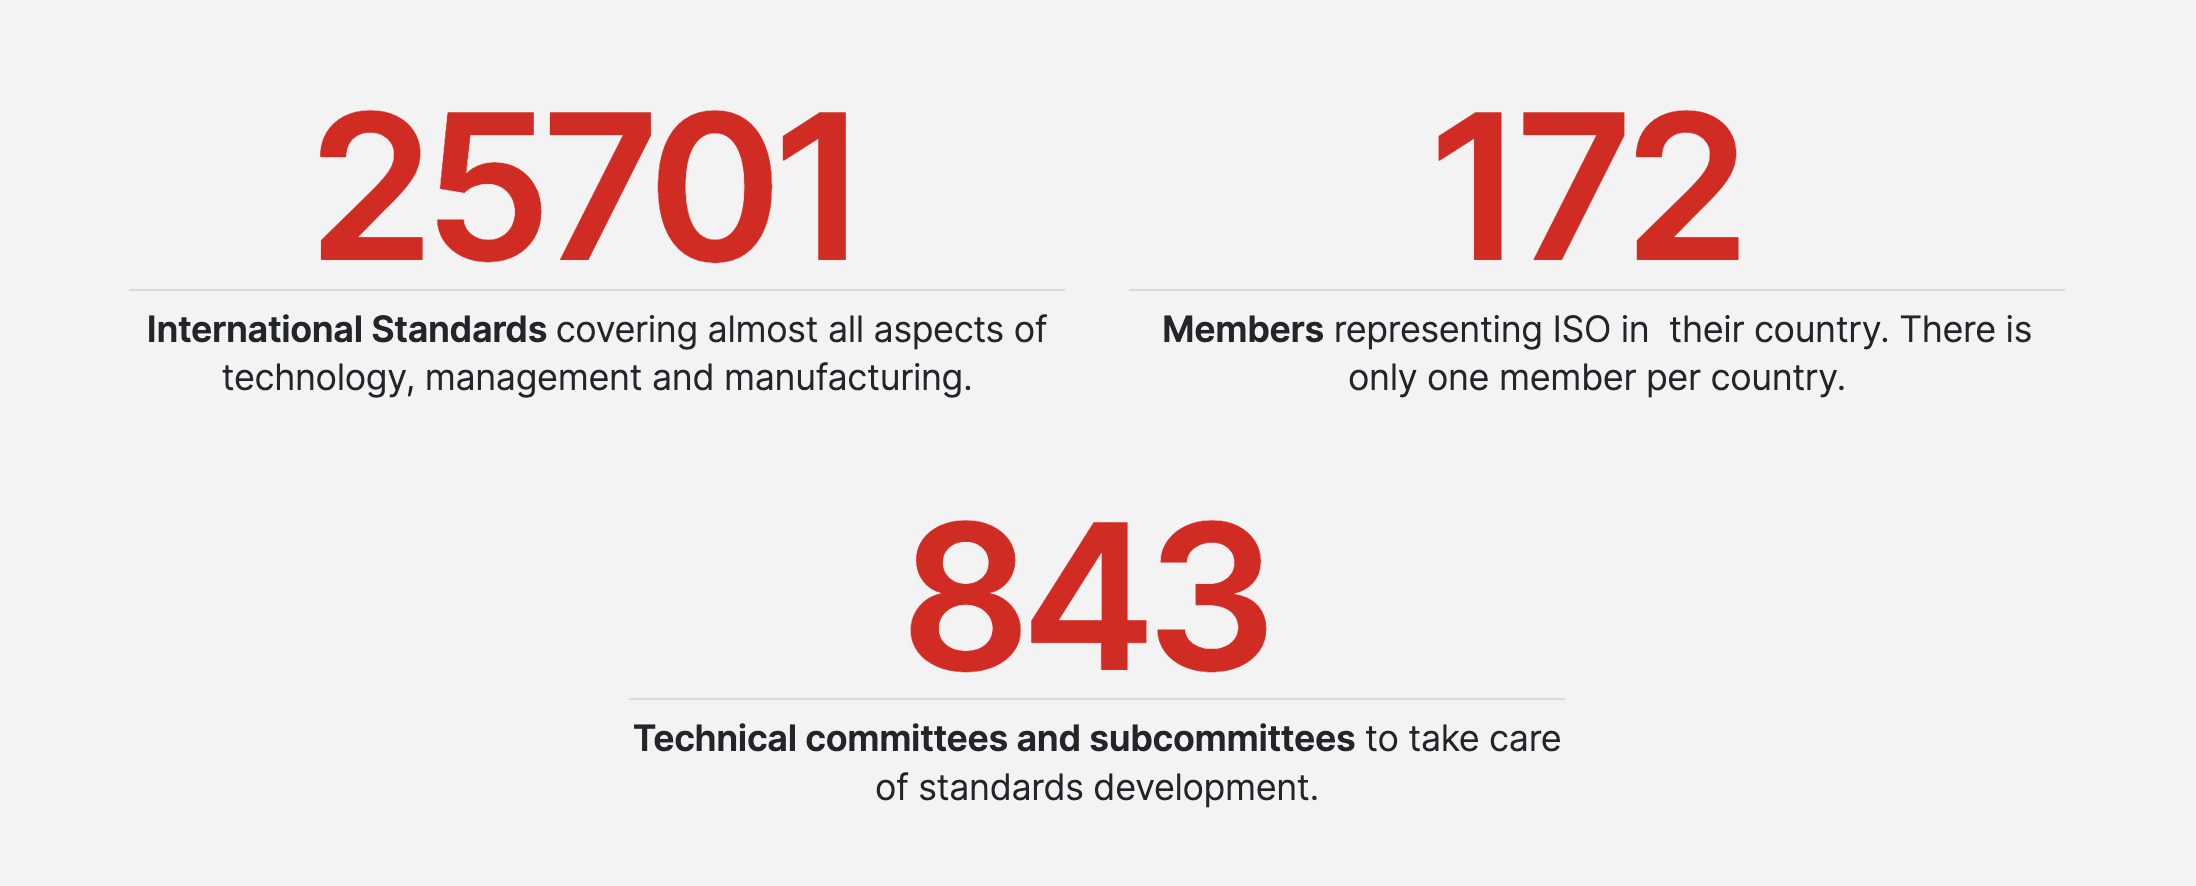 25701
International Standards covering almost all aspects of
technology, management and manufacturing.
172
Members representing ISO in  their country. There is
only one member per country.
843
Technical committees and subcommittees to take care
of standards development.